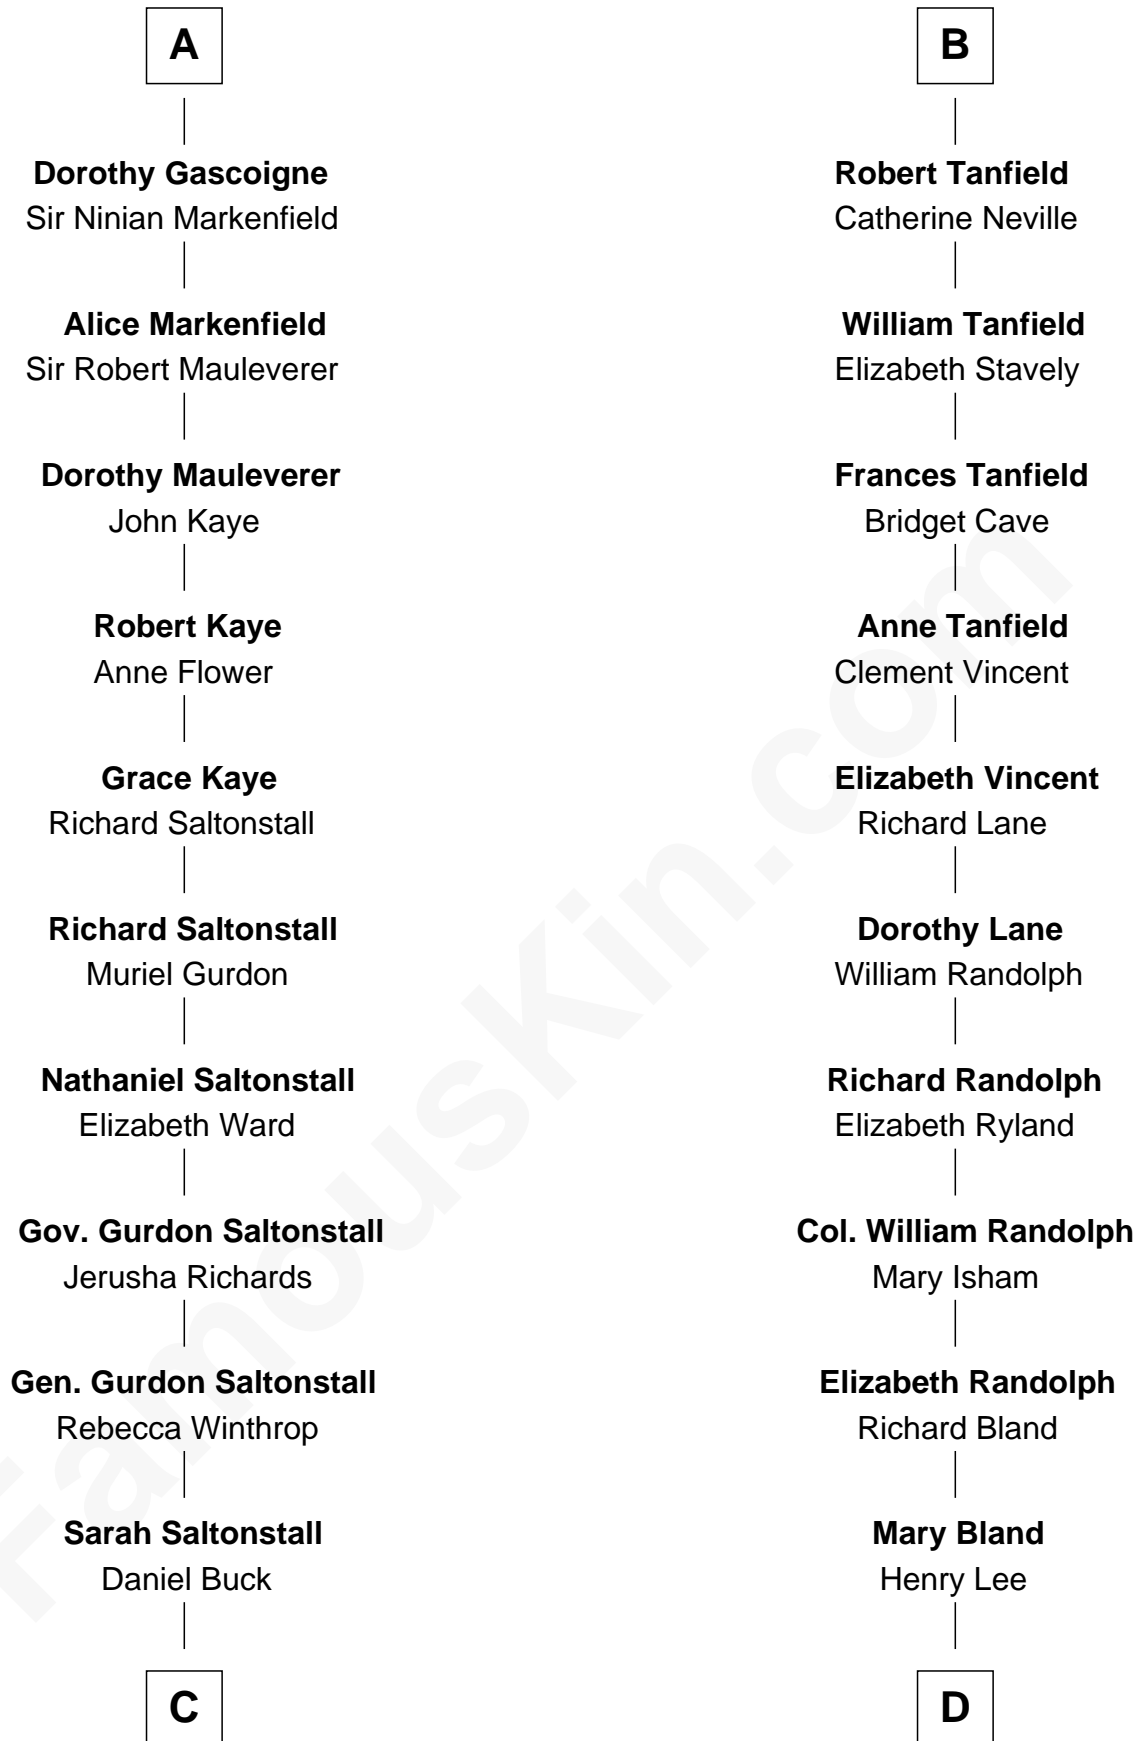 A
Dorothy Gascoigne
Sir Ninian Markenfield
Alice Markenfield
Sir Robert Mauleverer
Dorothy Mauleverer
John Kaye
Robert Kaye
Anne Flower
Grace Kaye
Richard Saltonstall
Richard Saltonstall
Muriel Gurdon
Nathaniel Saltonstall
Elizabeth Ward
Gov. Gurdon Saltonstall
Jerusha Richards
Gen. Gurdon Saltonstall
Rebecca Winthrop
Sarah Saltonstall
Daniel Buck
C
B
Robert Tanfield
Catherine Neville
William Tanfield
Elizabeth Stavely
Frances Tanfield
Bridget Cave
Anne Tanfield
Clement Vincent
Elizabeth Vincent
Richard Lane
Dorothy Lane
William Randolph
Richard Randolph
Elizabeth Ryland
Col. William Randolph
Mary Isham
Elizabeth Randolph
Richard Bland
Mary Bland
Henry Lee
D
FamousKin.com